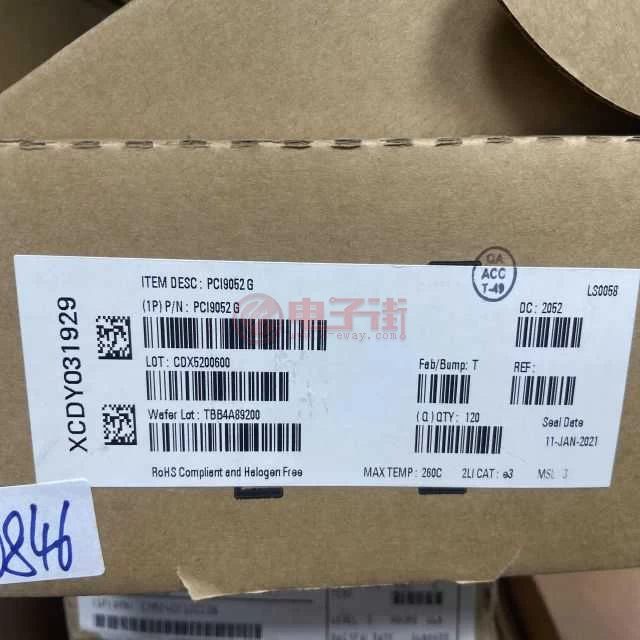 ITEM DESC: PCI9052 G
QA
ACC
T-49
LS0056
(1P) P/N: PCI9052 G
DC: 2052
电子街
XCDY031929
LOT: CDX5200600
Fab/Bump: T
REF:
Wafer Lot: TBB4A89200
(Q) QTY: 120
Seal Date
11-JAN-2021
RoHS Compliant and Halogen Free
MAX TEMP: 260C
2LI CAT: e3
MSL 3
846